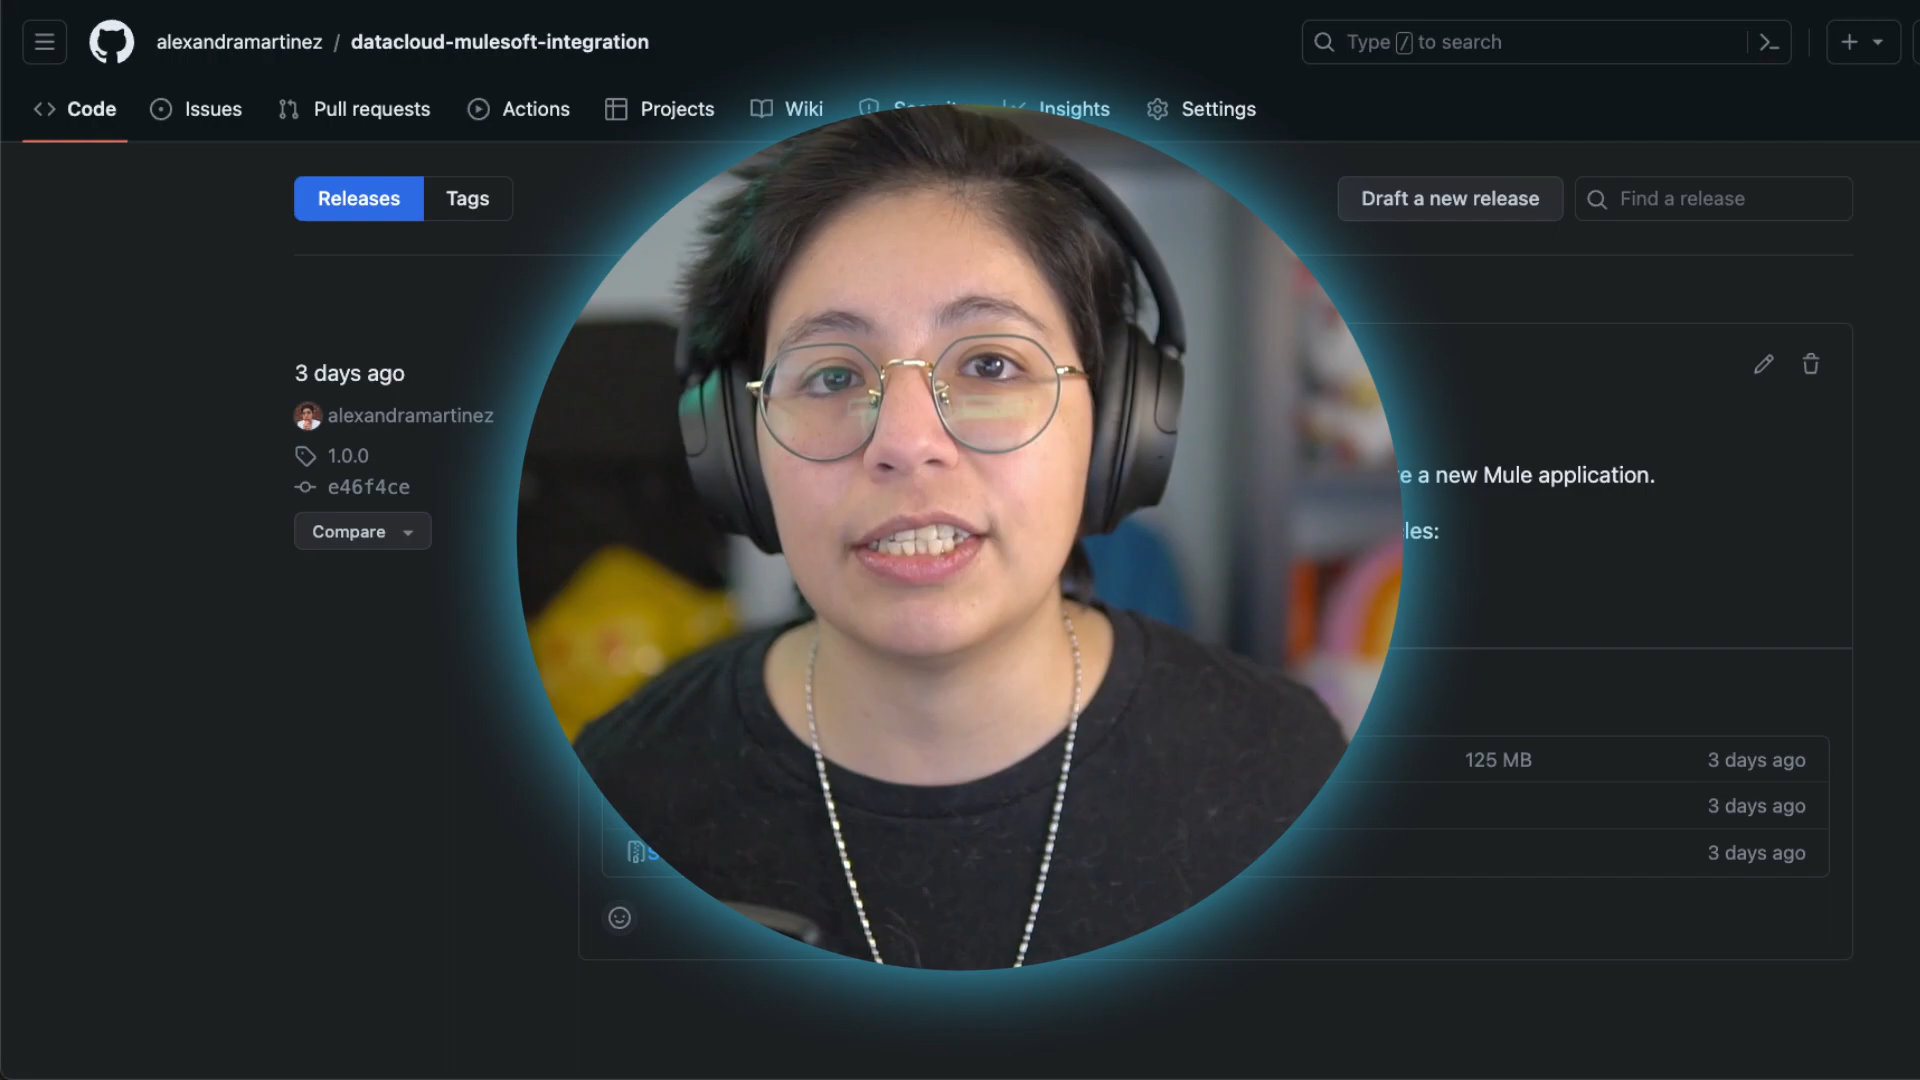 alexandramartinez / datacloud-mulesoft-integration
Type / to search
Code Issues Pull requests Actions Projects Wiki Security Insights Settings
Releases Tags
Draft a new release
Find a release
3 days ago
alexandramartinez
1.0.0
e46f4ce
Compare
a new Mule application.
125 MB 3 days ago
3 days ago
3 days ago